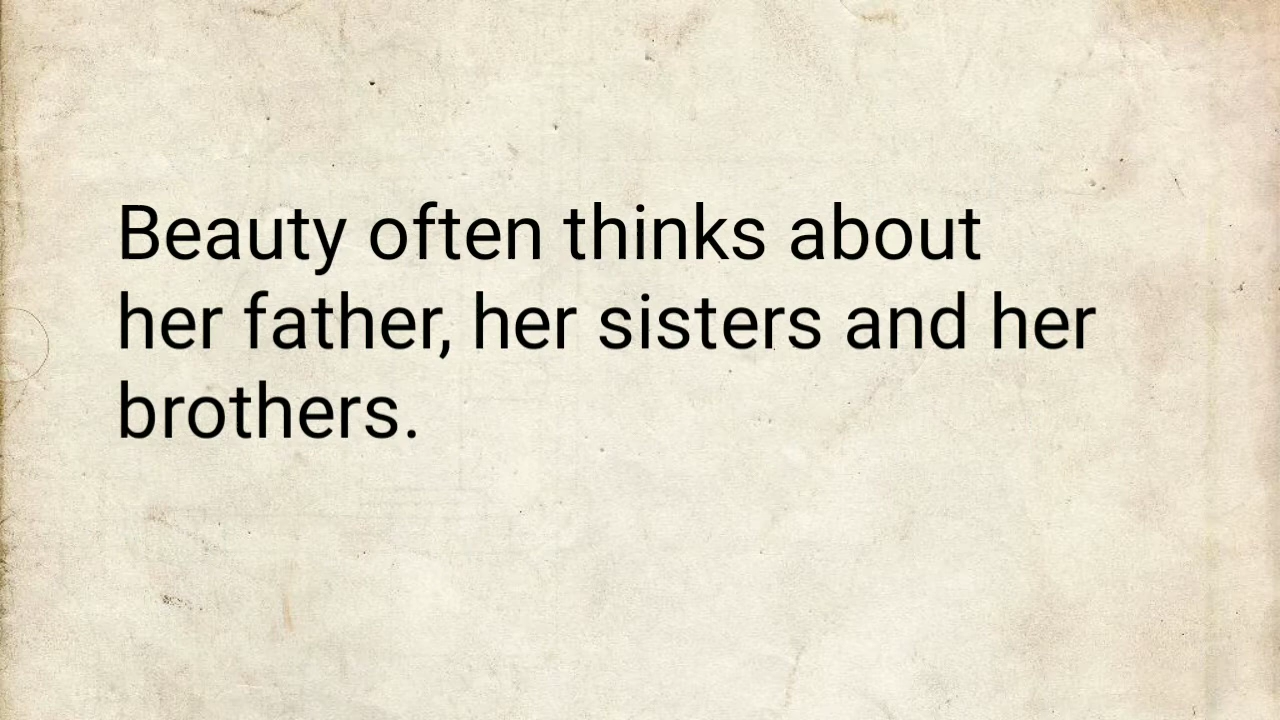 Beauty often thinks about
her father, her sisters and her
brothers.